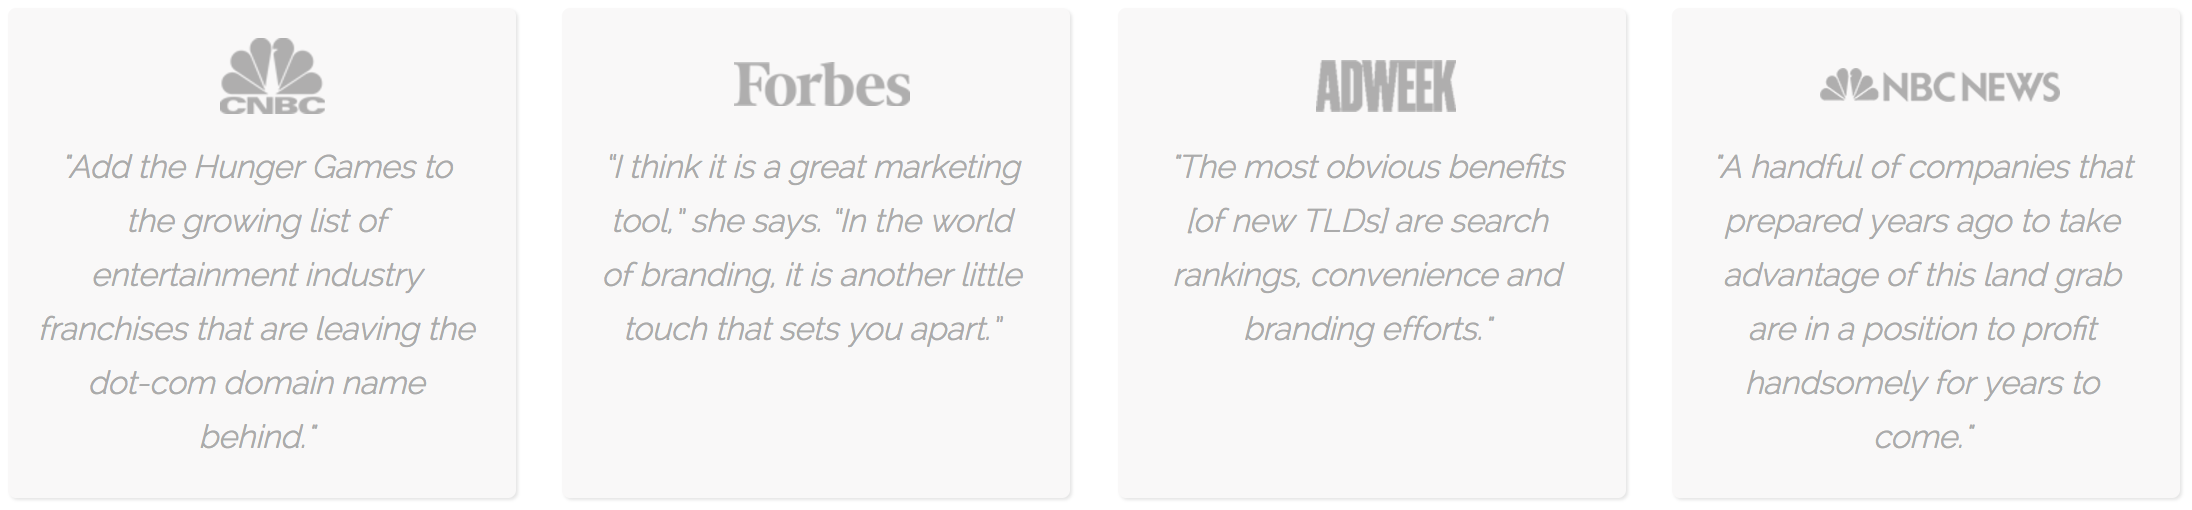 CNBC
"Add the Hunger Games to
the growing list of
entertainment industry
franchises that are leaving the
dot-com domain name
behind."
Forbes
"I think it is a great marketing
tool," she says. "In the world
of branding, it is another little
touch that sets you apart."
ADWEEK
"The most obvious benefits
[of new TLDs] are search
rankings, convenience and
branding efforts."
NBC NEWS
"A handful of companies that
prepared years ago to take
advantage of this land grab
are in a position to profit
handsomely for years to
come."